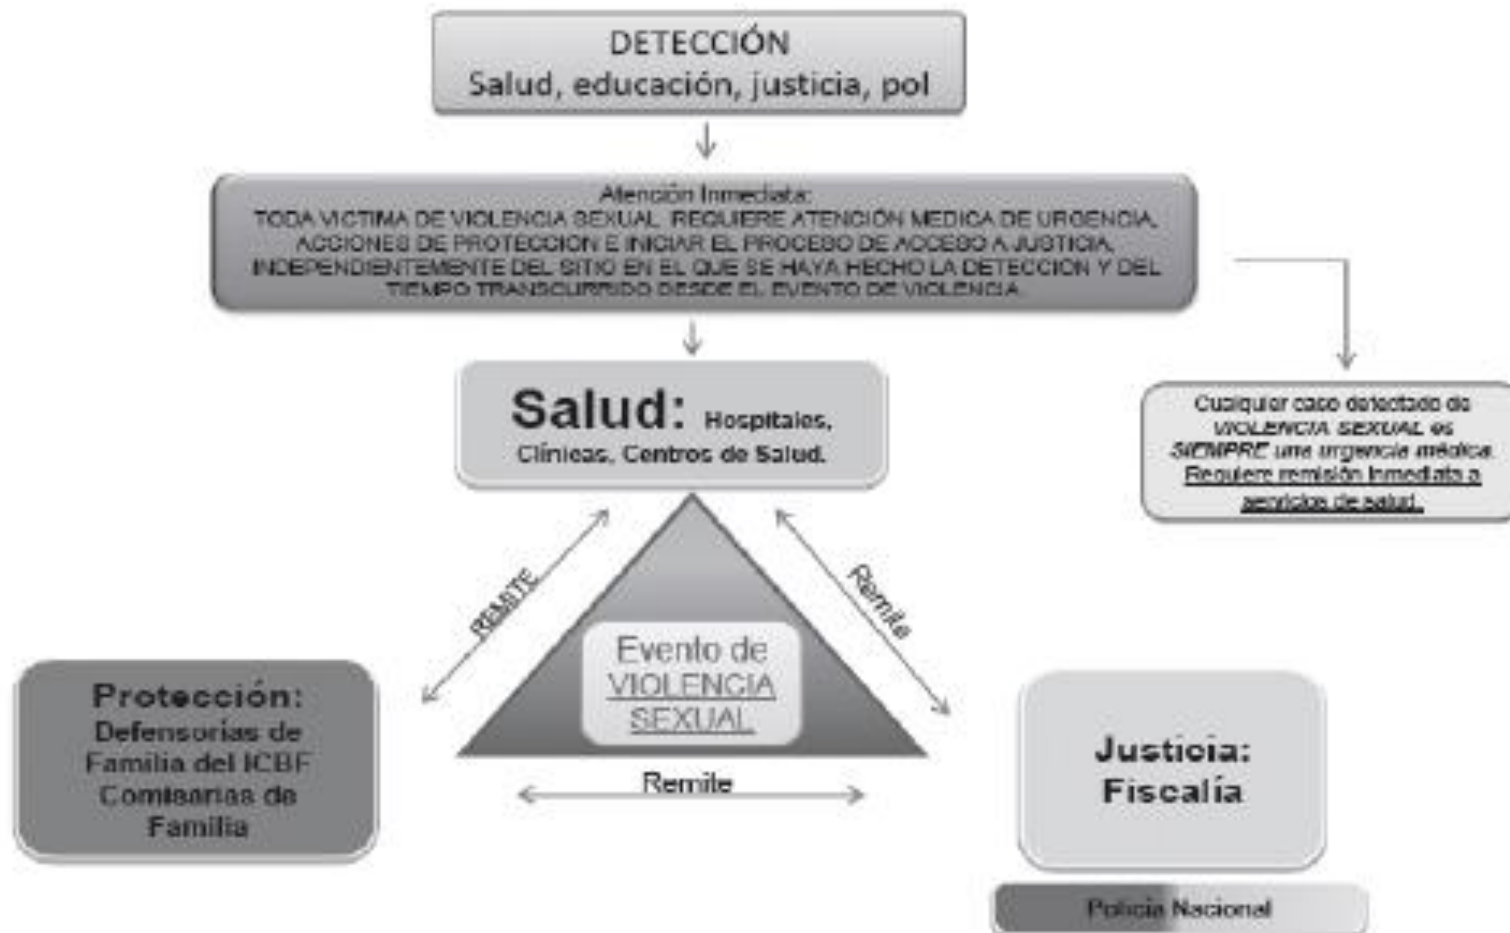 DETECCIÓN
Salud, educación, justicia, pol
Atención Inmediata:
TODA VICTIMA DE VIOLENCIA SEXUAL REQUIERE ATENCIÓN MEDICA DE URGENCIA,
ACCIONES DE PROTECCION E INICIAR EL PROCESO DE ACCESO A JUSTICIA,
INDEPENDIENTEMENTE DEL SITIO EN EL QUE SE HAYA HECHO LA DETECCION Y DEL
TIEMPO TRANSCURRIDO DESDE EL EVENTO DE VIOLENCIA.
Salud: Hospitales,
Clínicas, Centros de Salud.
Cualquier caso detectado de
VIOLENCIA SEXUAL es
SIEMPRE una urgencia médica.
Requiere remisión inmediata a
servicios de salud.
REMITE
Remite
Evento de
VIOLENCIA
SEXUAL
Remite
Protección:
Defensorías de
Familia del ICBF
Comisarías de
Familia
Justicia:
Fiscalía
Policía Nacional